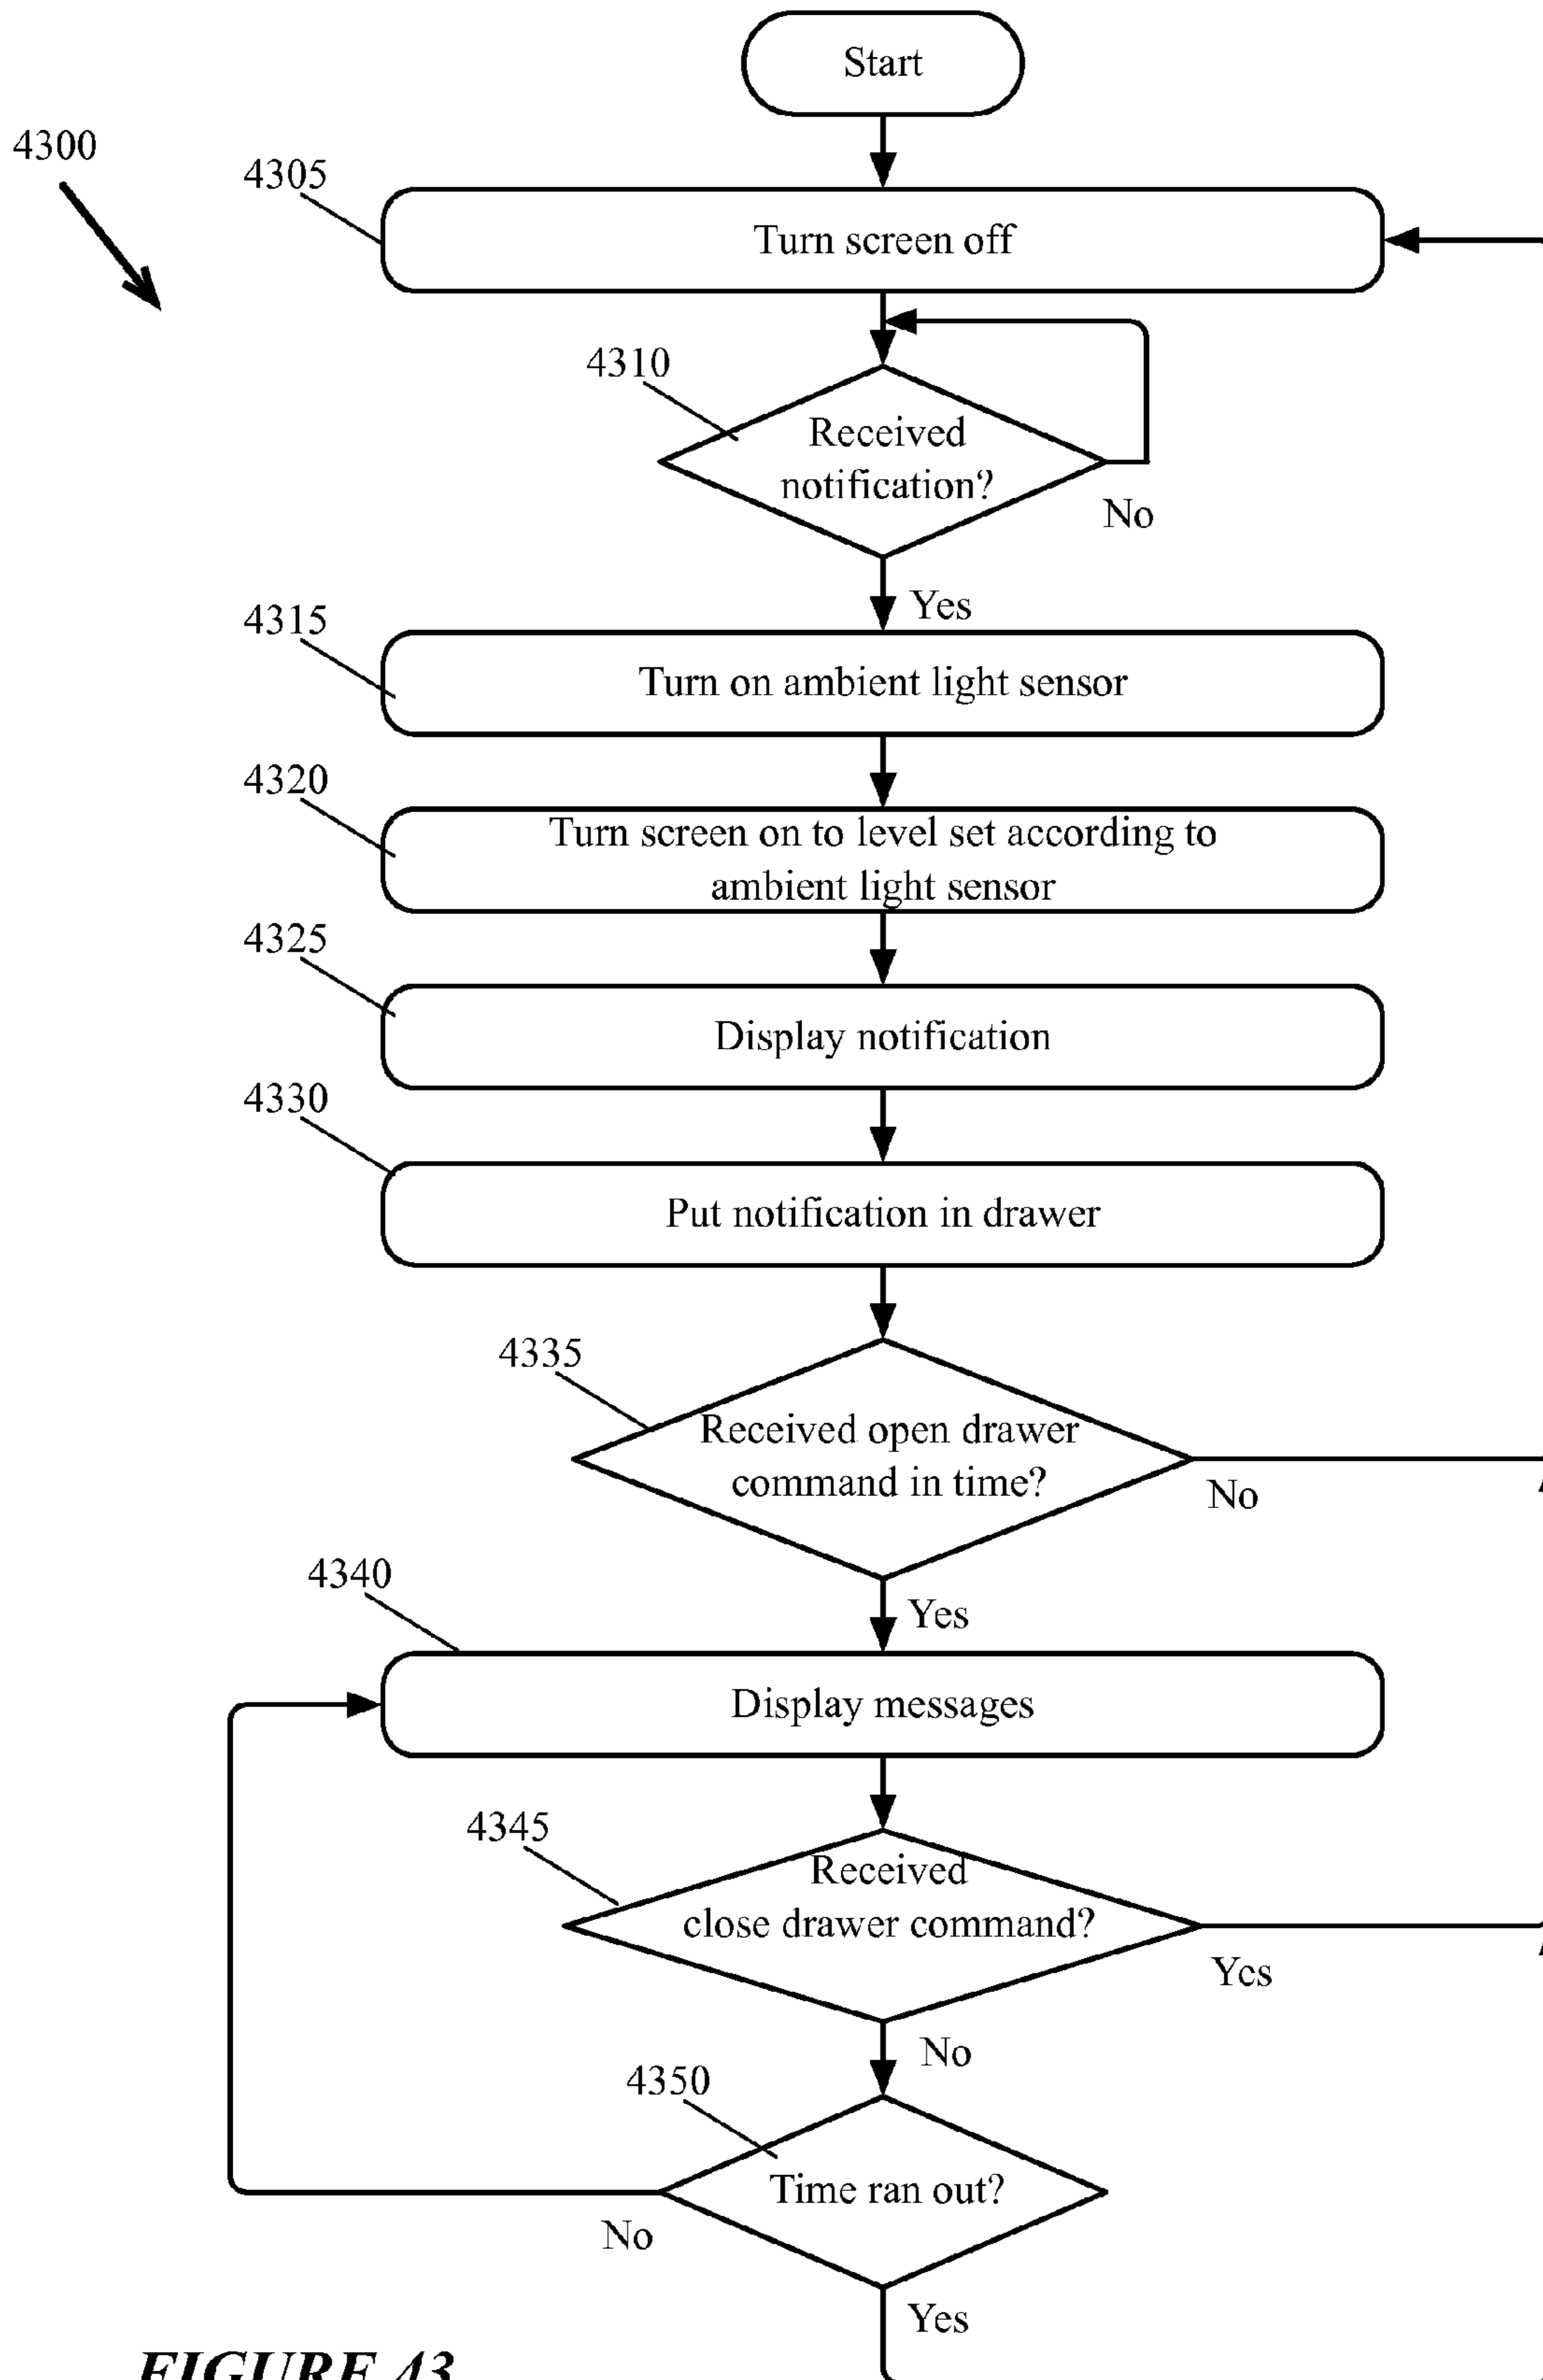 Start
4300
4305
Turn screen off
4310
Received
notification?
No
Yes
4315
Turn on ambient light sensor
4320
Turn screen on to level set according to
ambient light sensor
4325
Display notification
4330
Put notification in drawer
4335
Received open drawer
command in time?
No
Yes
4340
Display messages
4345
Received
close drawer command?
Yes
No
4350
Time ran out?
No
Yes
FIGURE 43